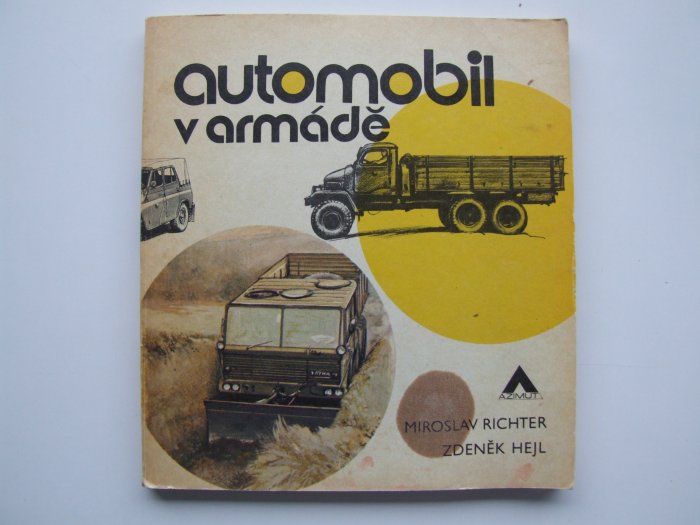 automobil
v armádě
TATRA
AZIMUT
MIROSLAV RICHTER
ZDENĚK HEJL